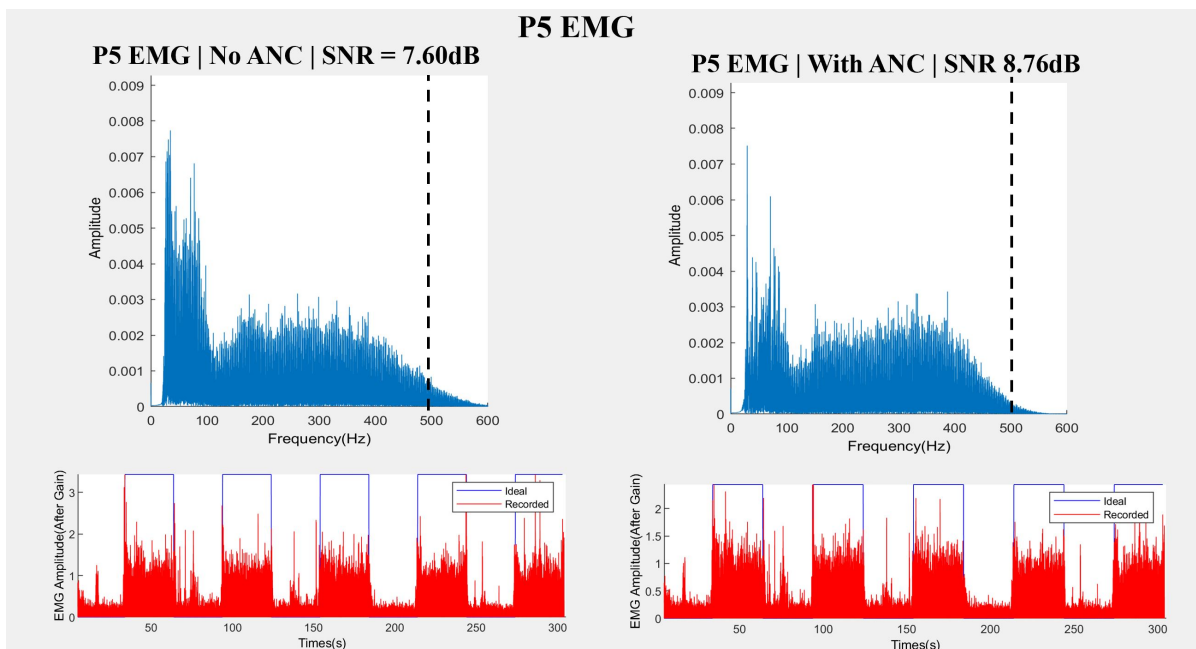 P5 EMG
P5 EMG | No ANC | SNR = 7.60dB
0.009
0.008
0.007
0.006
0.005
0.004
0.003
0.002
0.001
0
Amplitude
0 100 200 300 400 500 600
Frequency(Hz)
P5 EMG | With ANC | SNR 8.76dB
0.009
0.008
0.007
0.006
0.005
0.004
0.003
0.002
0.001
0
Amplitude
0 100 200 300 400 500 600
Frequency(Hz)
EMG Amplitude(After Gain)
3
2
1
0
Ideal
Recorded
50 100 150 200 250 300
Times(s)
EMG Amplitude(After Gain)
2
1.5
1
0.5
0
Ideal
Recorded
50 100 150 200 250 300
Times(s)